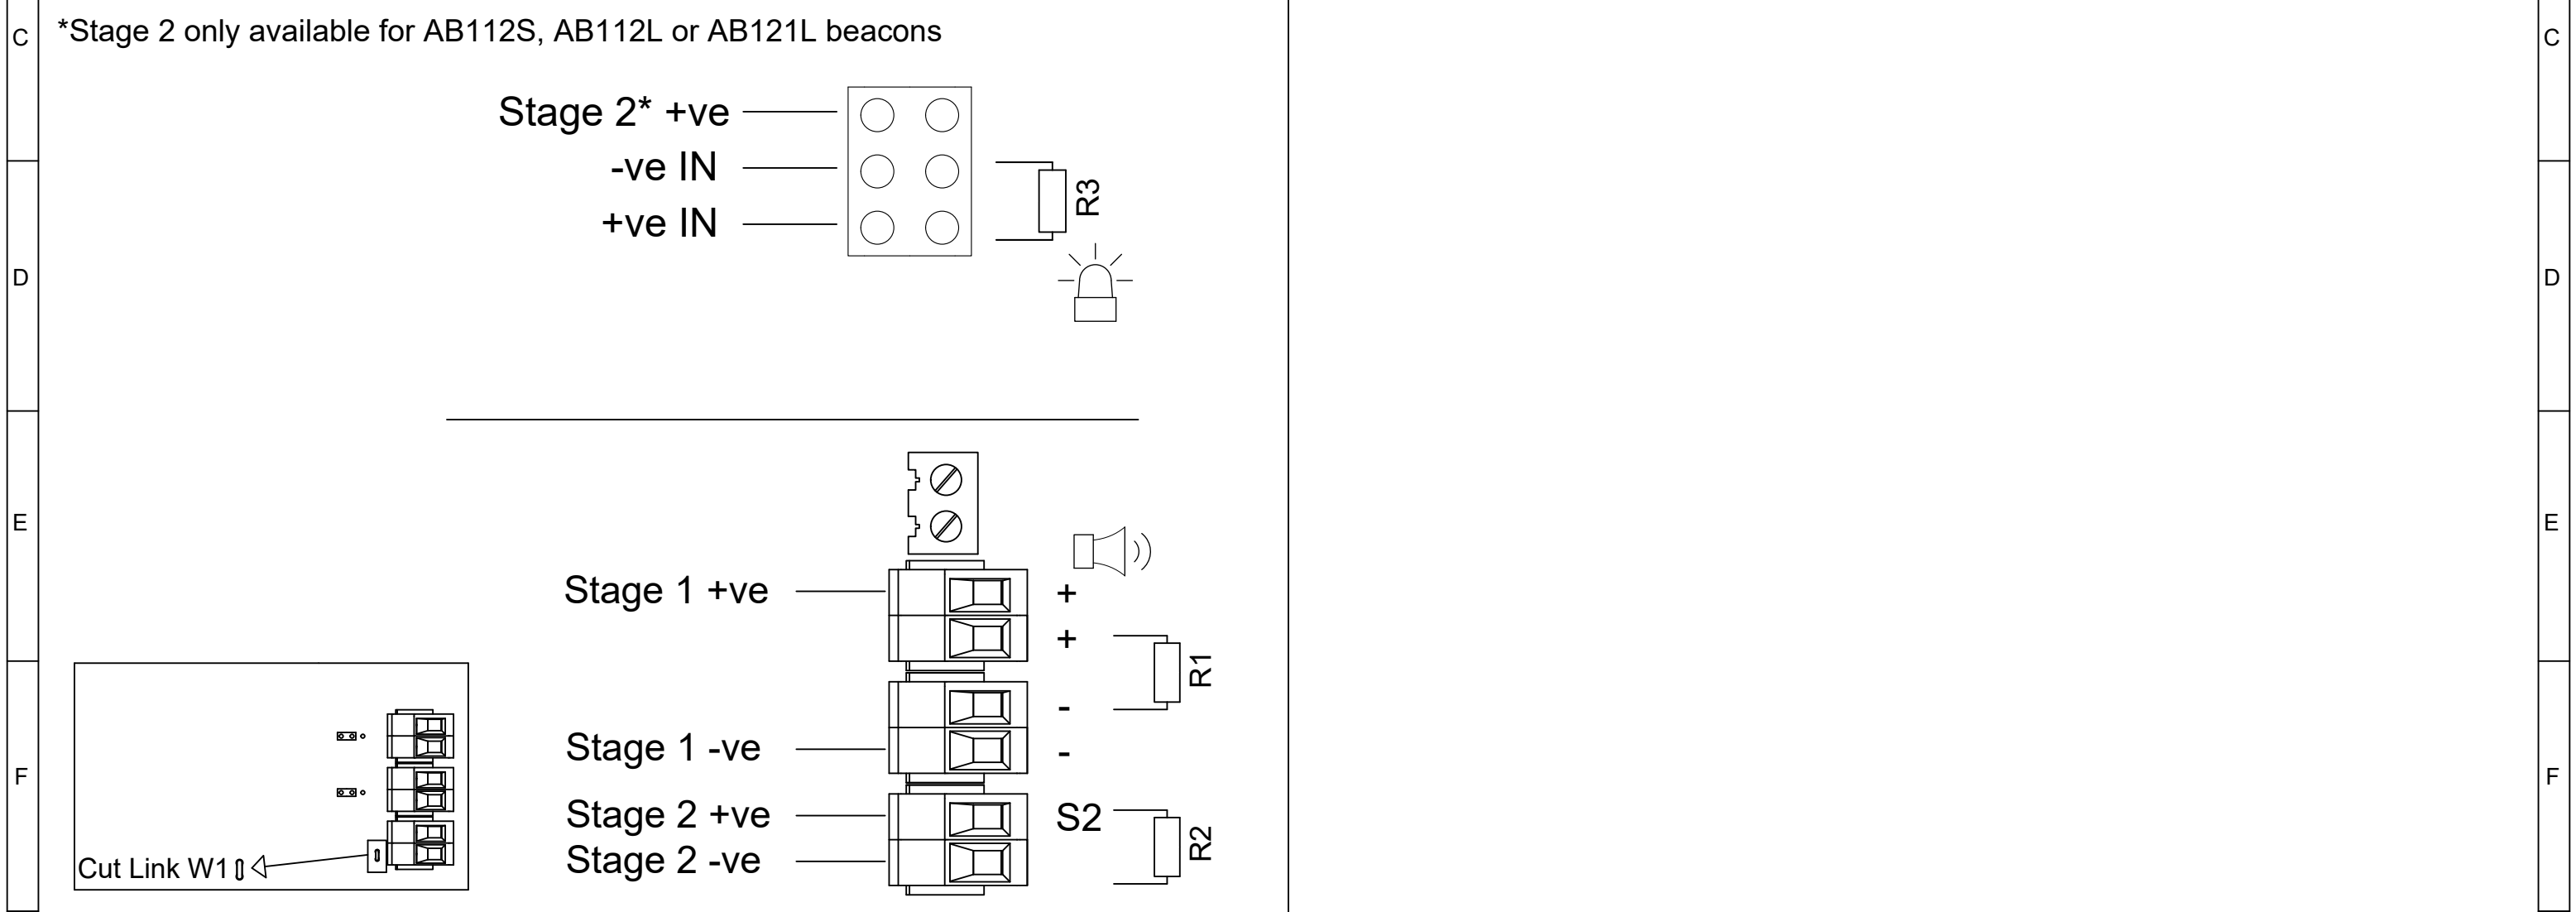 C
*Stage 2 only available for AB112S, AB112L or AB121L beacons
C
Stage 2* +ve
-ve IN
+ve IN
R3
D
D
E
E
Stage 1 +ve
+
+
R1
-
Stage 1 -ve
-
F
F
Stage 2 +ve
S2
R2
Stage 2 -ve
Cut Link W1